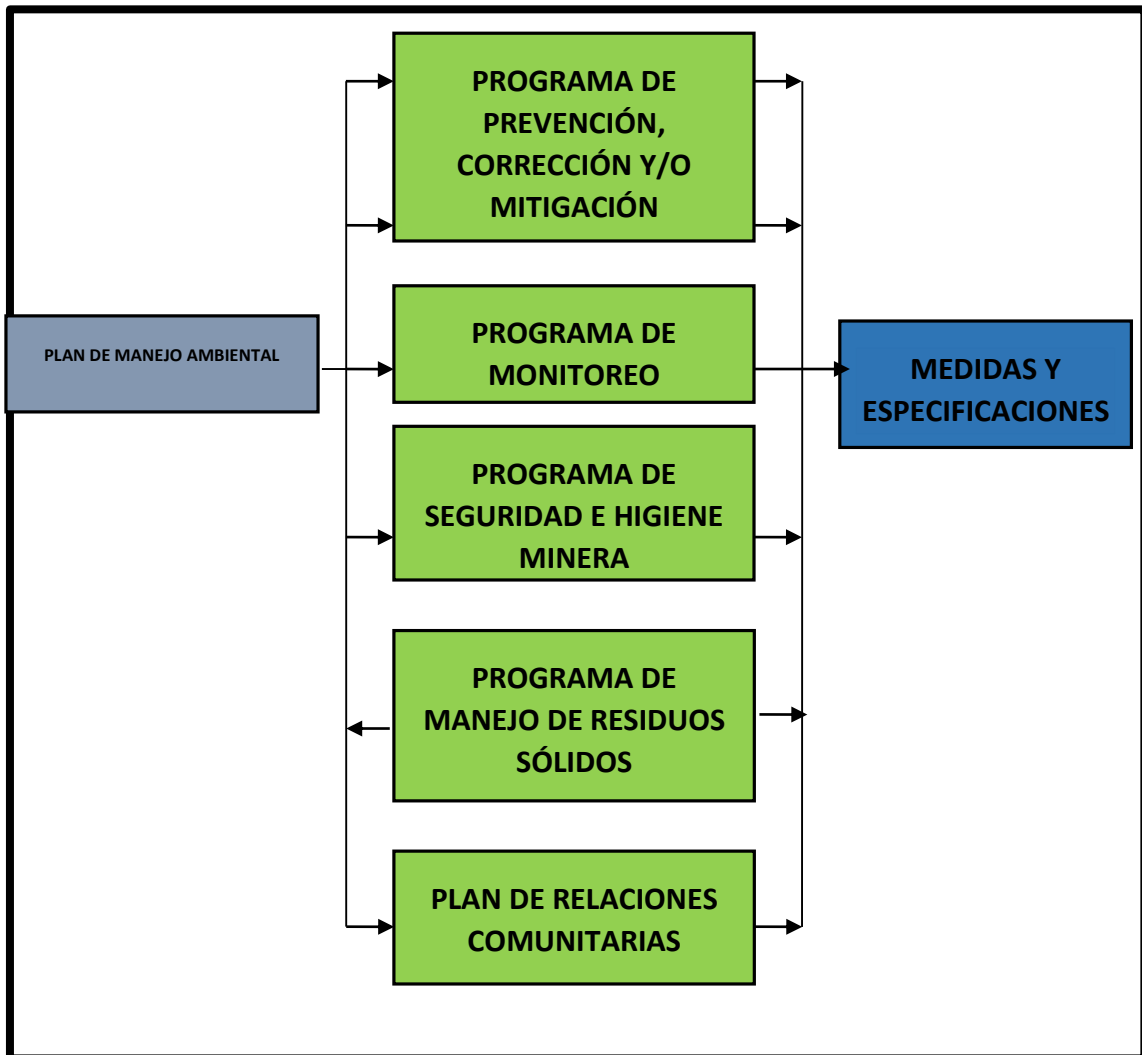 PROGRAMA DE
PREVENCIÓN,
CORRECCIÓN Y/O
MITIGACIÓN
PLAN DE MANEJO AMBIENTAL
PROGRAMA DE
MONITOREO
MEDIDAS Y
ESPECIFICACIONES
PROGRAMA DE
SEGURIDAD E HIGIENE
MINERA
PROGRAMA DE
MANEJO DE RESIDUOS
SÓLIDOS
PLAN DE RELACIONES
COMUNITARIAS